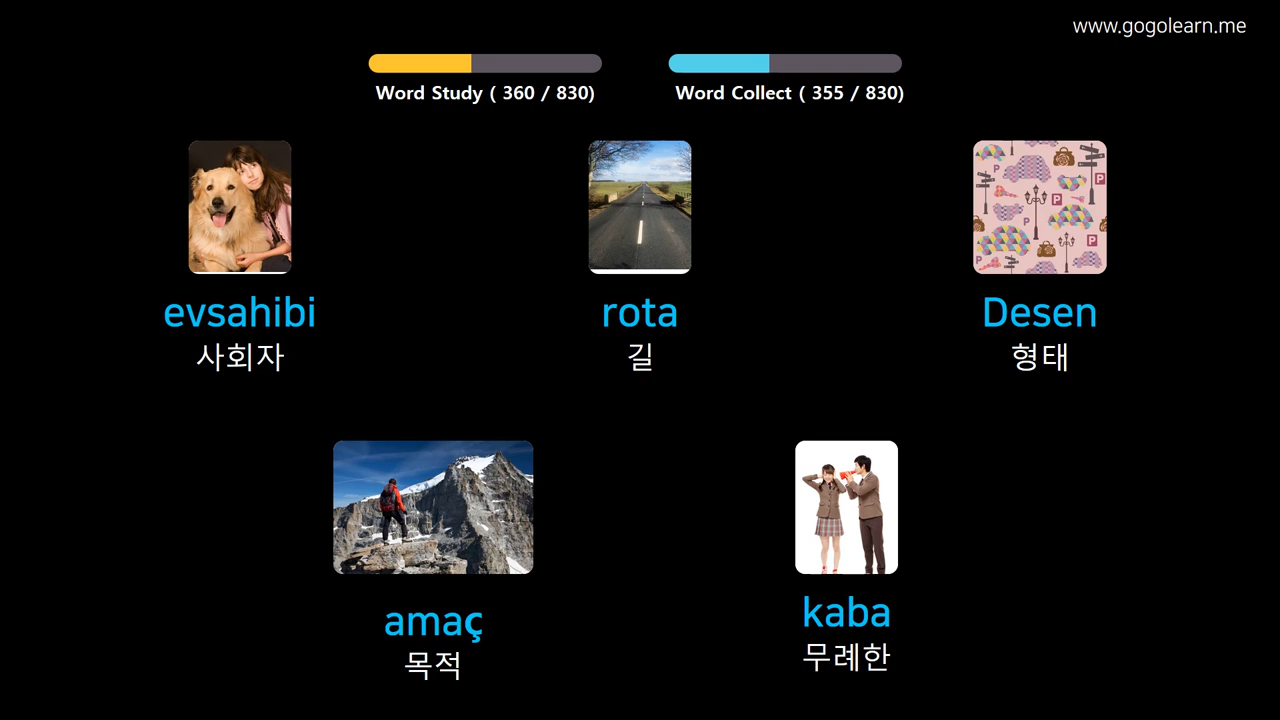 www.gogolearn.me
Word Study ( 360 / 830)
Word Collect ( 355 / 830)
evsahibi
사회자
rota
길
Desen
형태
amaç
목적
kaba
무례한